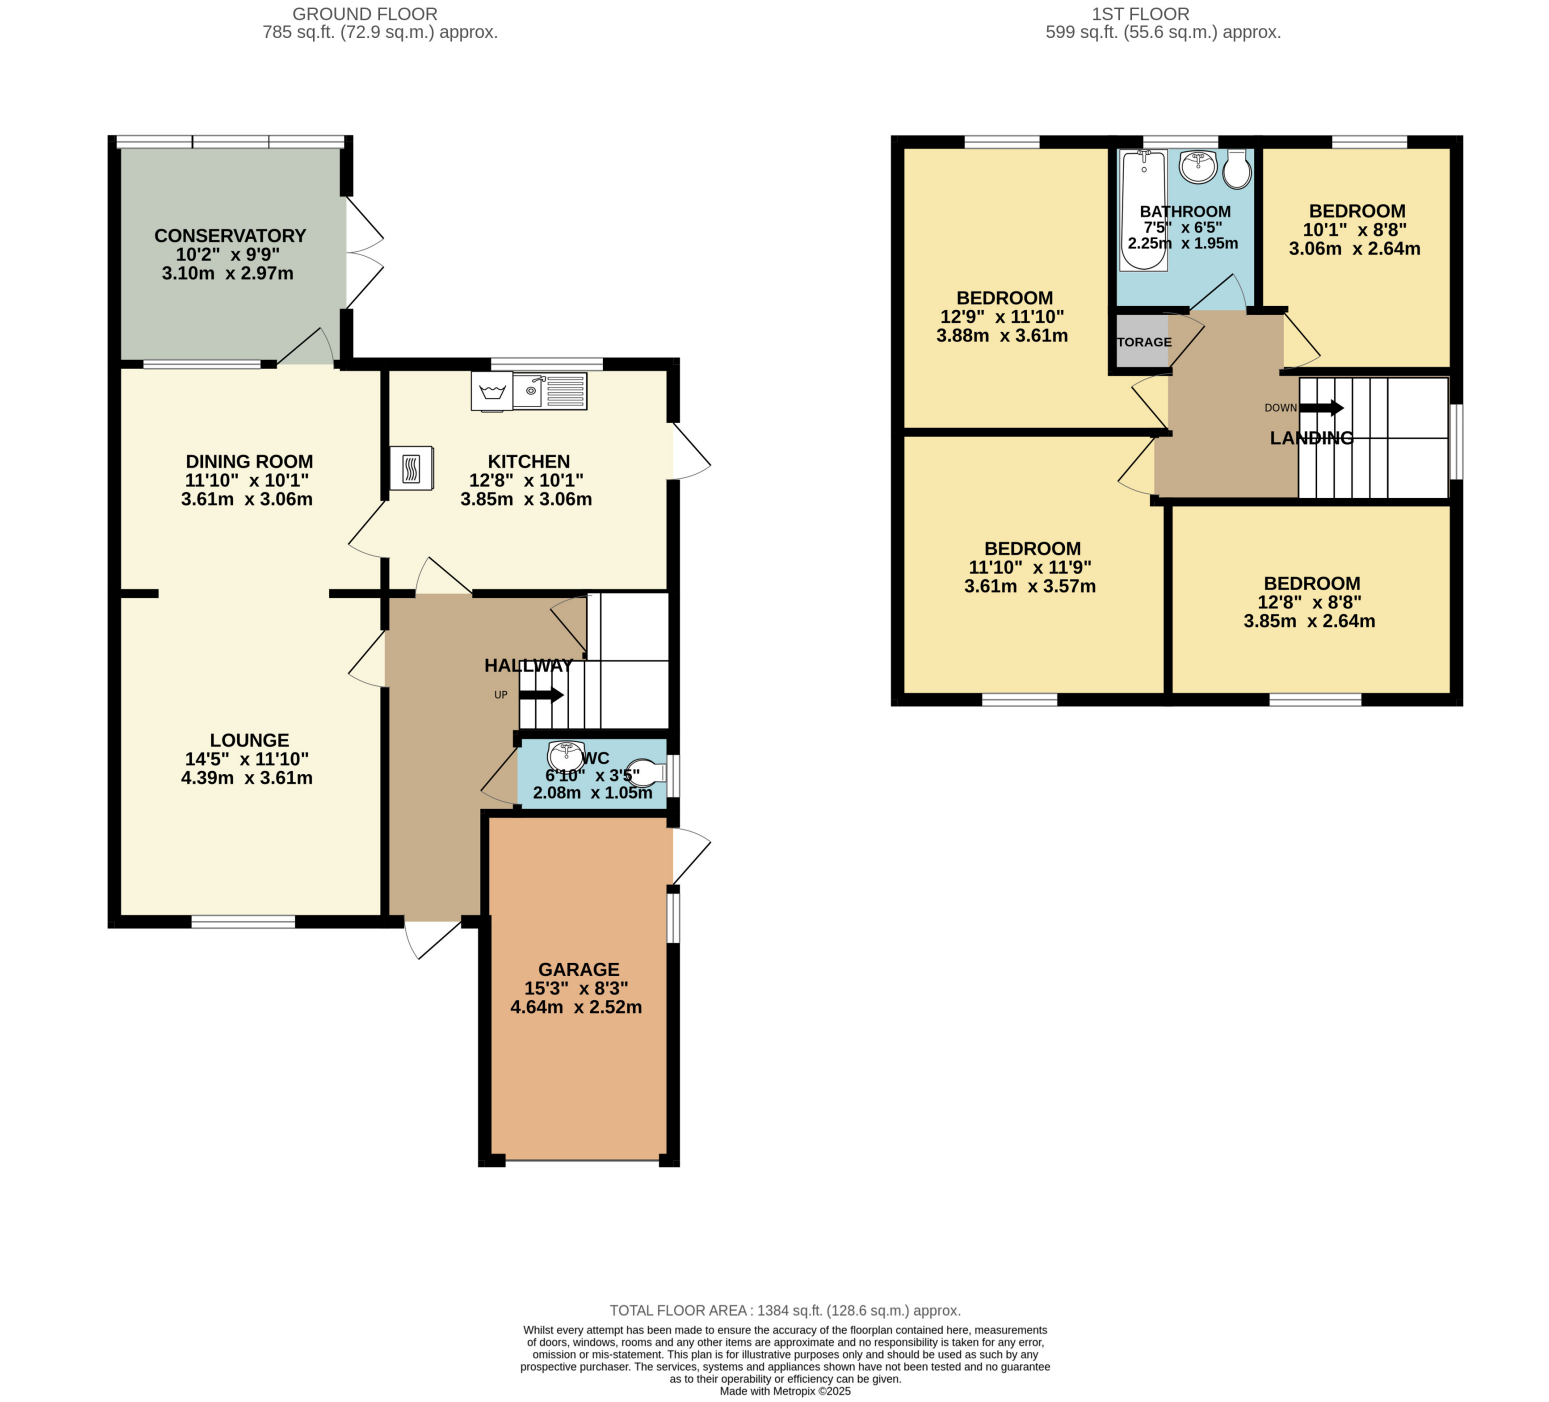 GROUND FLOOR
785 sq.ft. (72.9 sq.m.) approx.
1ST FLOOR
599 sq.ft. (55.6 sq.m.) approx.
CONSERVATORY
10'2" x 9'9"
3.10m x 2.97m
DINING ROOM
11'10" x 10'1"
3.61m x 3.06m
KITCHEN
12'8" x 10'1"
3.85m x 3.06m
HALLWAY
UP
LOUNGE
14'5" x 11'10"
4.39m x 3.61m
WC
6'10" x 3'5"
2.08m x 1.05m
GARAGE
15'3" x 8'3"
4.64m x 2.52m
BEDROOM
12'9" x 11'10"
3.88m x 3.61m
BATHROOM
7'5" x 6'5"
2.25m x 1.95m
BEDROOM
10'1" x 8'8"
3.06m x 2.64m
TORAGE
DOWN
LANDING
BEDROOM
11'10" x 11'9"
3.61m x 3.57m
BEDROOM
12'8" x 8'8"
3.85m x 2.64m
TOTAL FLOOR AREA : 1384 sq.ft. (128.6 sq.m.) approx.
Whilst every attempt has been made to ensure the accuracy of the floorplan contained here, measurements
of doors, windows, rooms and any other items are approximate and no responsibility is taken for any error,
omission or mis-statement. This plan is for illustrative purposes only and should be used as such by any
prospective purchaser. The services, systems and appliances shown have not been tested and no guarantee
as to their operability or efficiency can be given.
Made with Metropix ©2025